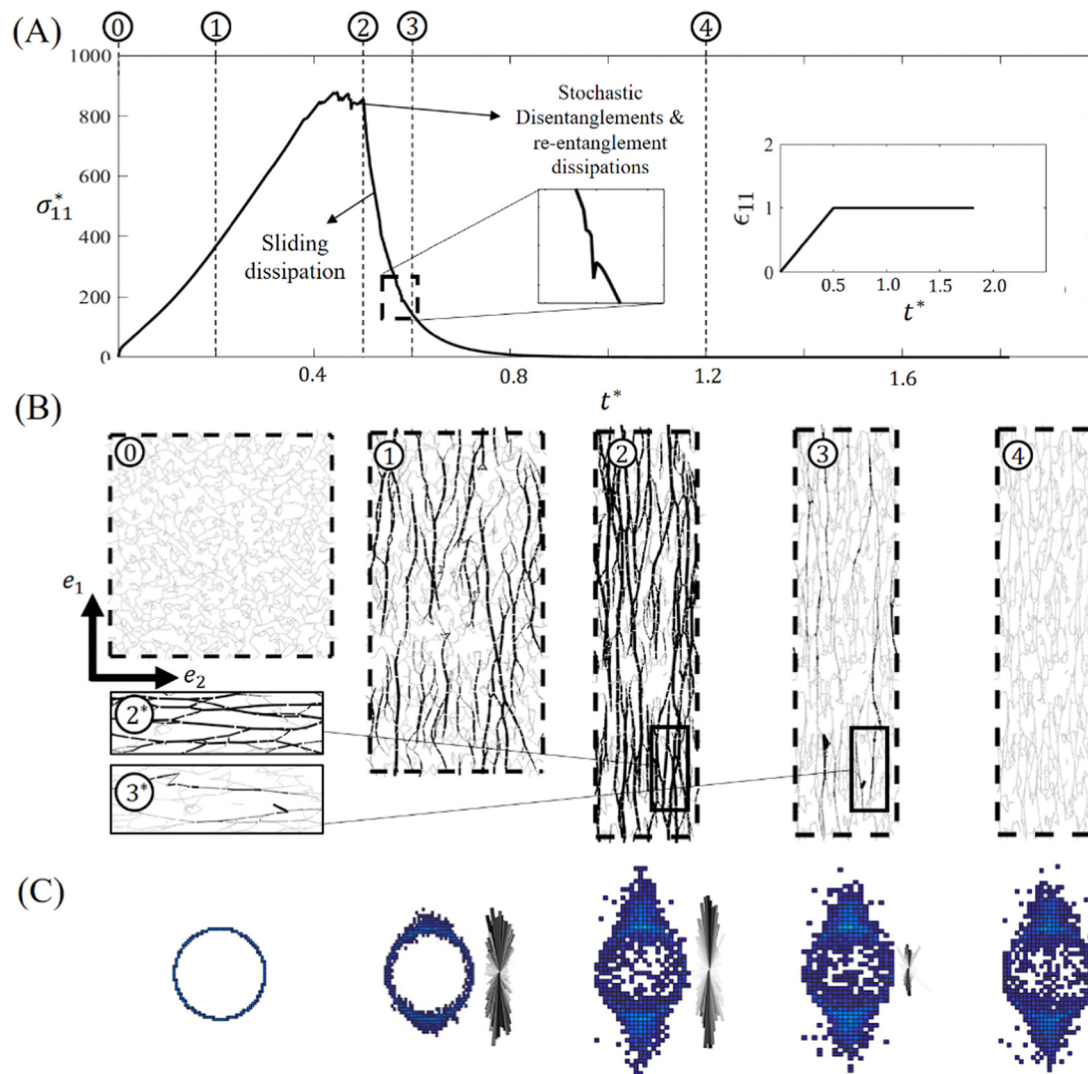 (A)
0 1 2 3 4
1000
800
600
400
200
0
σ*₁₁
Stochastic
Disentanglements &
re-entanglement
dissipations.
Sliding
dissipation
2
1
0
ϵ₁₁
0.5 1.0 1.5 2.0
t*
0.4 0.8 1.2 1.6
t*
(B)
0 1 2 3 4
e₁
e₂
2*
3*
(C)